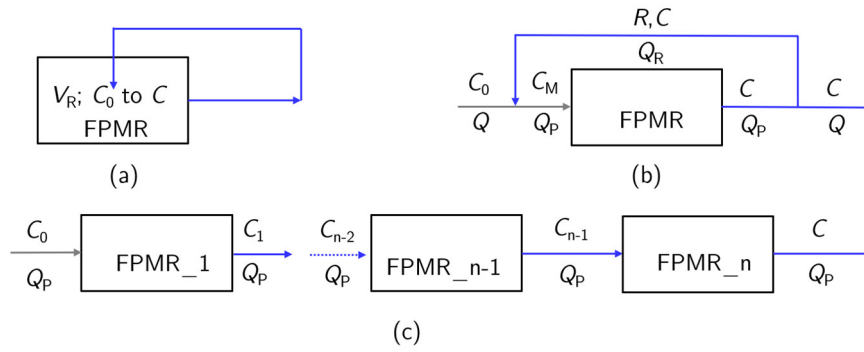 R, C
Q_R
V_R; C_0 to C
FPMR
C_0
C_M
C
C
FPMR
Q
Q_P
Q_P
Q
(a)
(b)
C_0
C_1
C_n-2
C_n-1
C
FPMR_1
FPMR_n-1
FPMR_n
Q_P
Q_P
Q_P
Q_P
Q_P
(c)